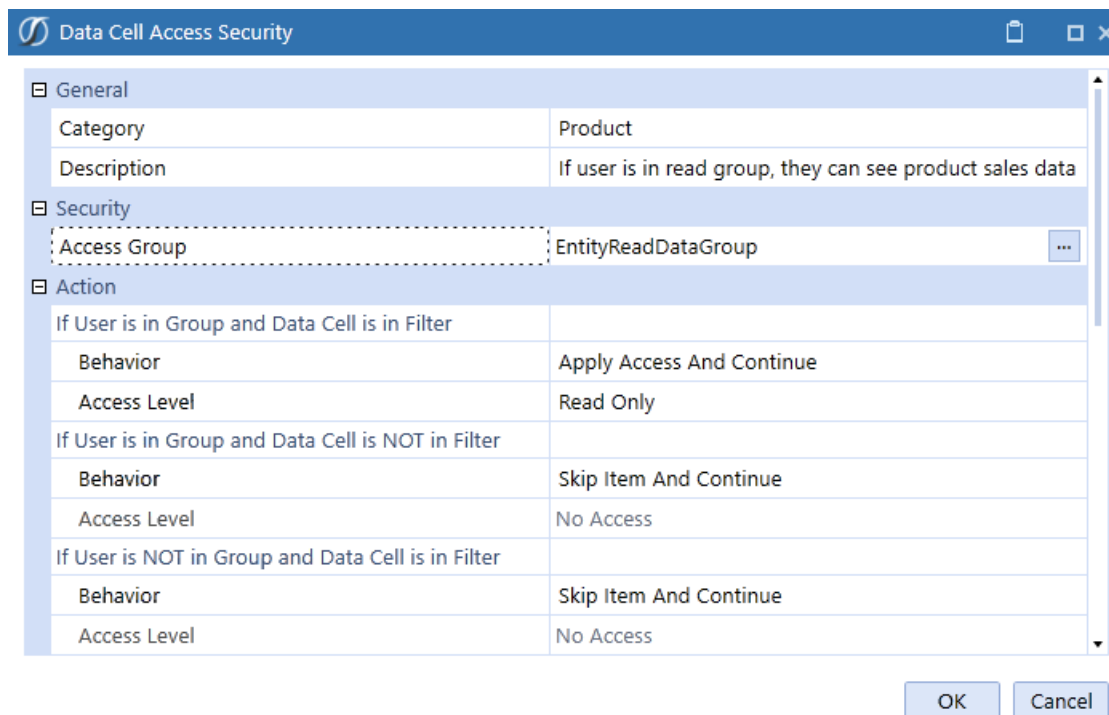 Data Cell Access Security
General
Category Product
Description If user is in read group, they can see product sales data
Security
Access Group EntityReadDataGroup ...
Action
If User is in Group and Data Cell is in Filter
Behavior Apply Access And Continue
Access Level Read Only
If User is in Group and Data Cell is NOT in Filter
Behavior Skip Item And Continue
Access Level No Access
If User is NOT in Group and Data Cell is in Filter
Behavior Skip Item And Continue
Access Level No Access
OK Cancel